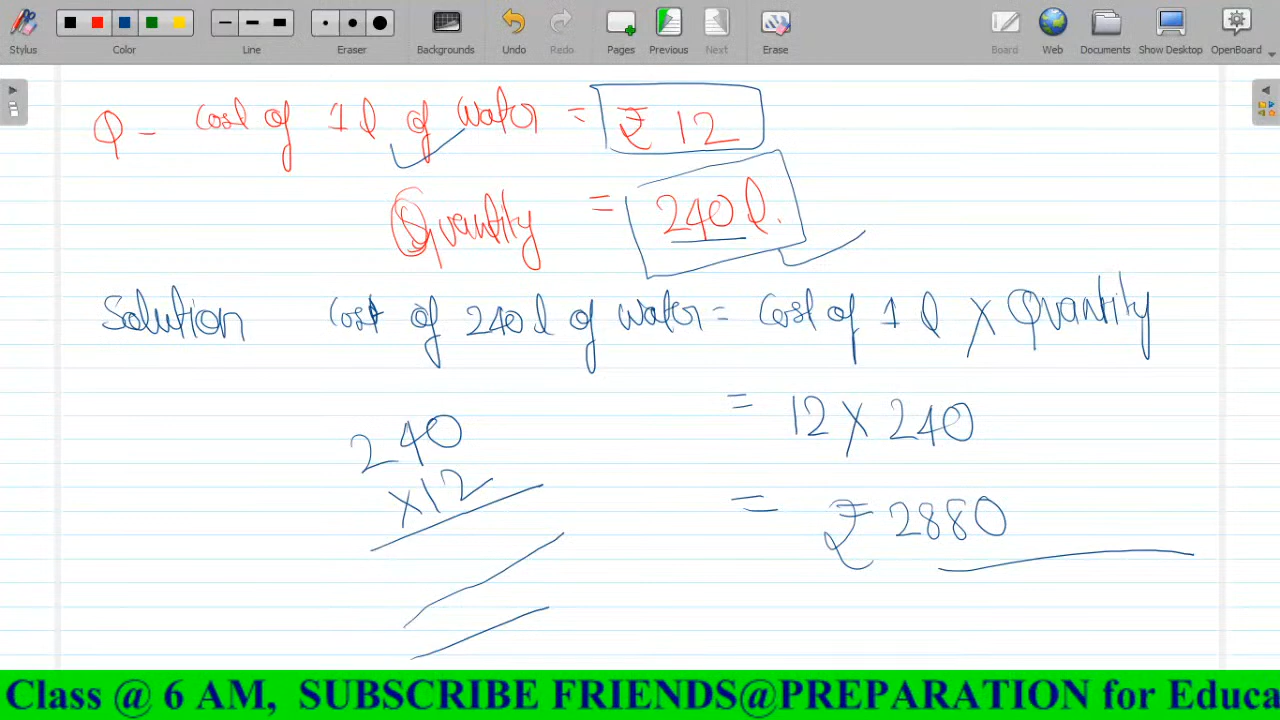 Stylus Color Line Eraser Backgrounds Undo Redo Pages Previous Next Erase Board Web Documents Show Desktop OpenBoard
Q - cost of 1 l of water = ₹ 12
Quantity = 240 l.
Solution cost of 240 l of water = cost of 1 l X Quantity
= 12 X 240
240
x12
= ₹ 2880
Class @ 6 AM, SUBSCRIBE FRIENDS@PREPARATION for Educa